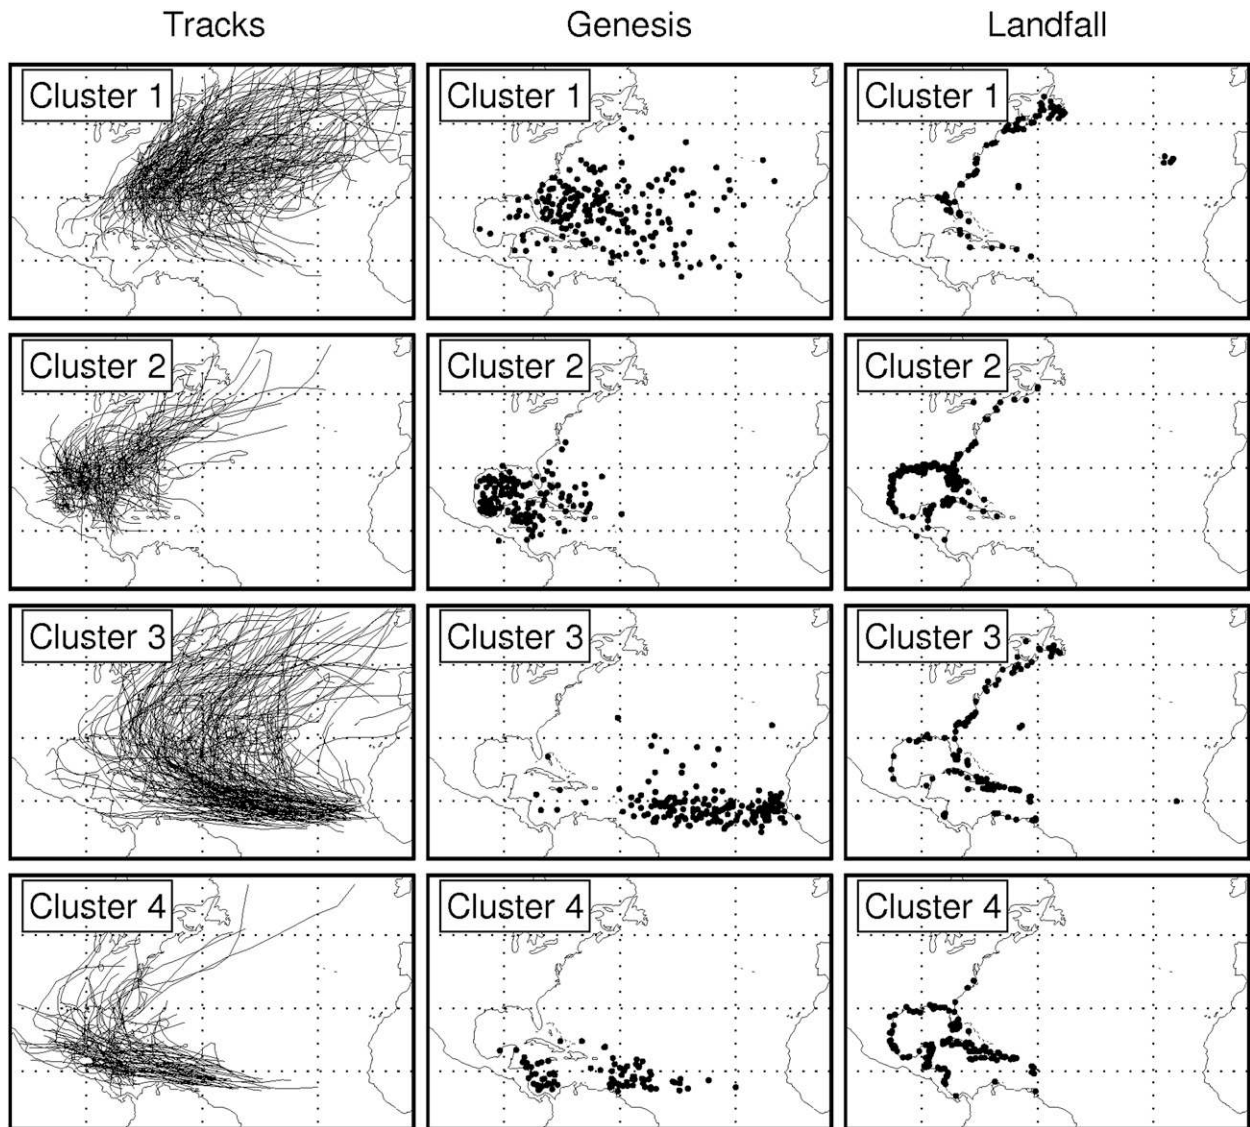 Tracks Genesis Landfall
Cluster 1 Cluster 1 Cluster 1
Cluster 2 Cluster 2 Cluster 2
Cluster 3 Cluster 3 Cluster 3
Cluster 4 Cluster 4 Cluster 4